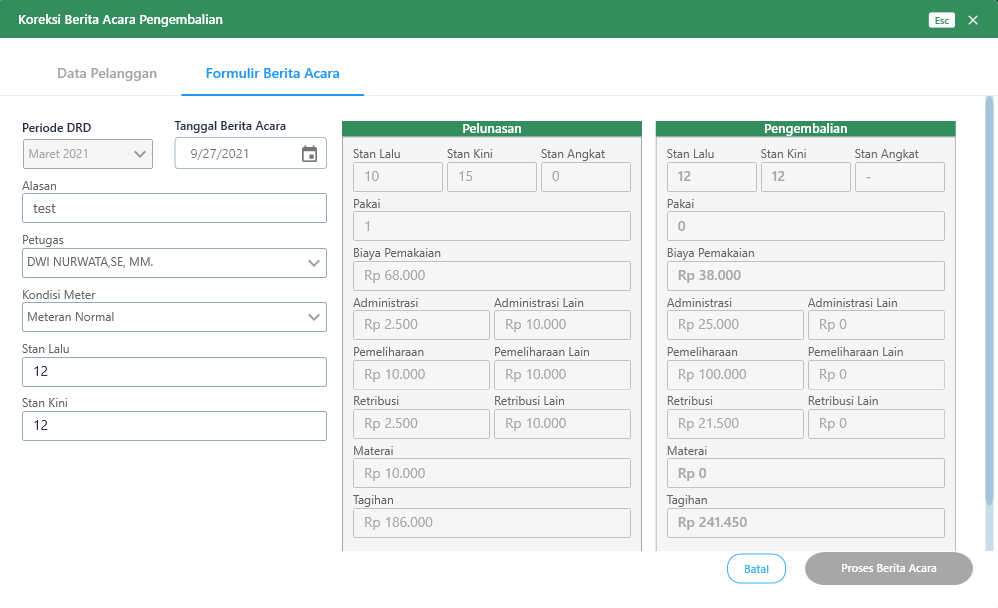 Koreksi Berita Acara Pengembalian
Esc
Data Pelanggan
Formulir Berita Acara
Periode DRD
Tanggal Berita Acara
Maret 2021
9/27/2021
Alasan
test
Petugas
DWI NURWATA,SE, MM.
Kondisi Meter
Meteran Normal
Stan Lalu
12
Stan Kini
12
Pelunasan
Stan Lalu Stan Kini Stan Angkat
10 15 0
Pakai
1
Biaya Pemakaian
Rp 68.000
Administrasi Administrasi Lain
Rp 2.500 Rp 10.000
Pemeliharaan Pemeliharaan Lain
Rp 10.000 Rp 10.000
Retribusi Retribusi Lain
Rp 2.500 Rp 10.000
Materai
Rp 10.000
Tagihan
Rp 186.000
Pengembalian
Stan Lalu Stan Kini Stan Angkat
12 12 -
Pakai
0
Biaya Pemakaian
Rp 38.000
Administrasi Administrasi Lain
Rp 25.000 Rp 0
Pemeliharaan Pemeliharaan Lain
Rp 100.000 Rp 0
Retribusi Retribusi Lain
Rp 21.500 Rp 0
Materai
Rp 0
Tagihan
Rp 241.450
Batal
Proses Berita Acara